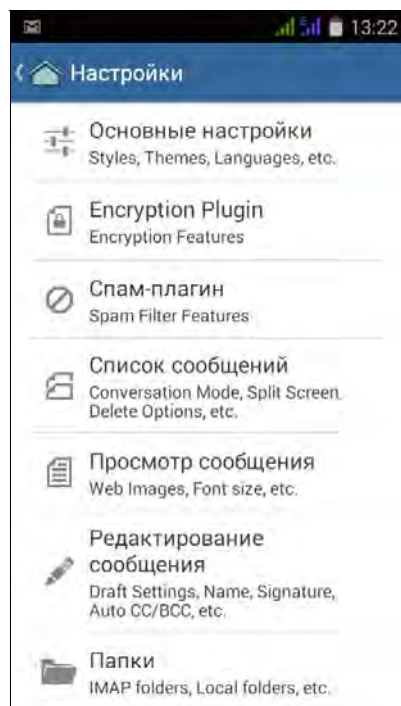 13:22
Настройки
Основные настройки
Styles, Themes, Languages, etc.
Encryption Plugin
Encryption Features
Спам-плагин
Spam Filter Features
Список сообщений
Conversation Mode, Split Screen,
Delete Options, etc.
Просмотр сообщения
Web Images, Font size, etc.
Редактирование
сообщения
Draft Settings, Name, Signature,
Auto CC/BCC, etc.
Папки
IMAP folders, Local folders, etc.